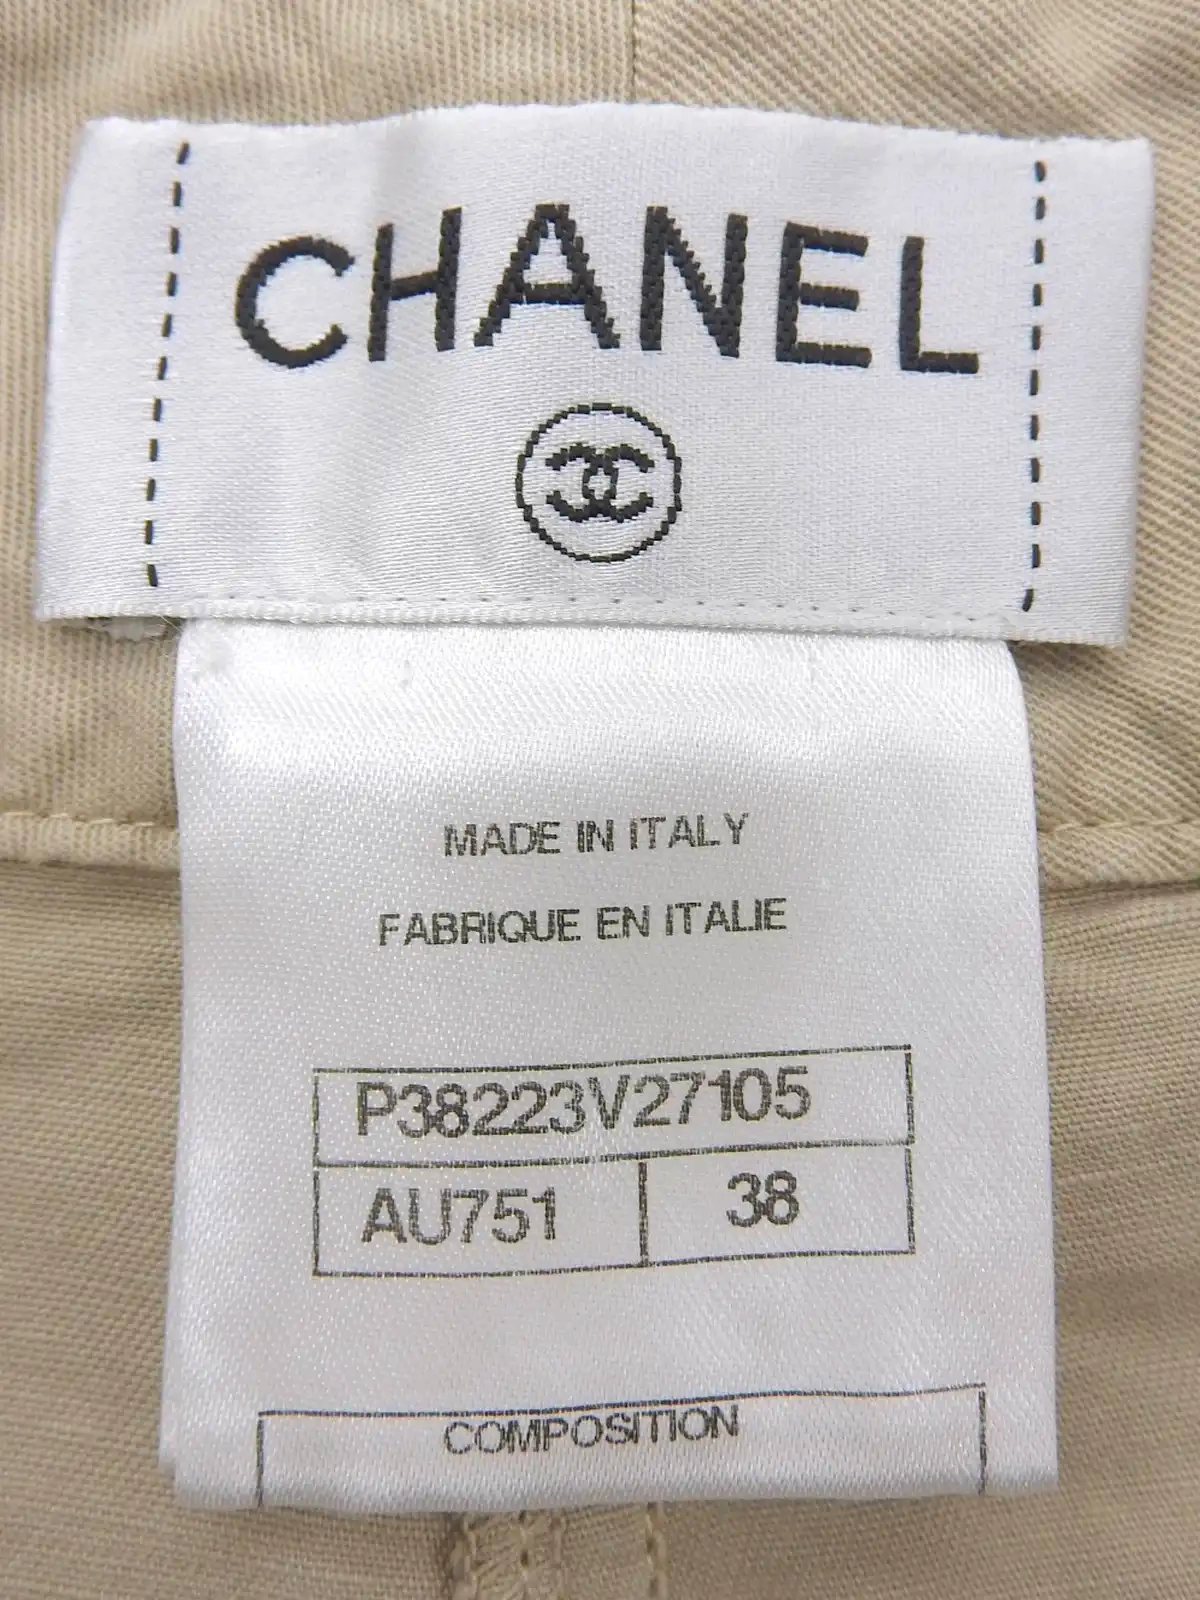 CHANEL
MADE IN ITALY
FABRIQUE EN ITALIE
P38223V27105
AU751 38
COMPOSITION